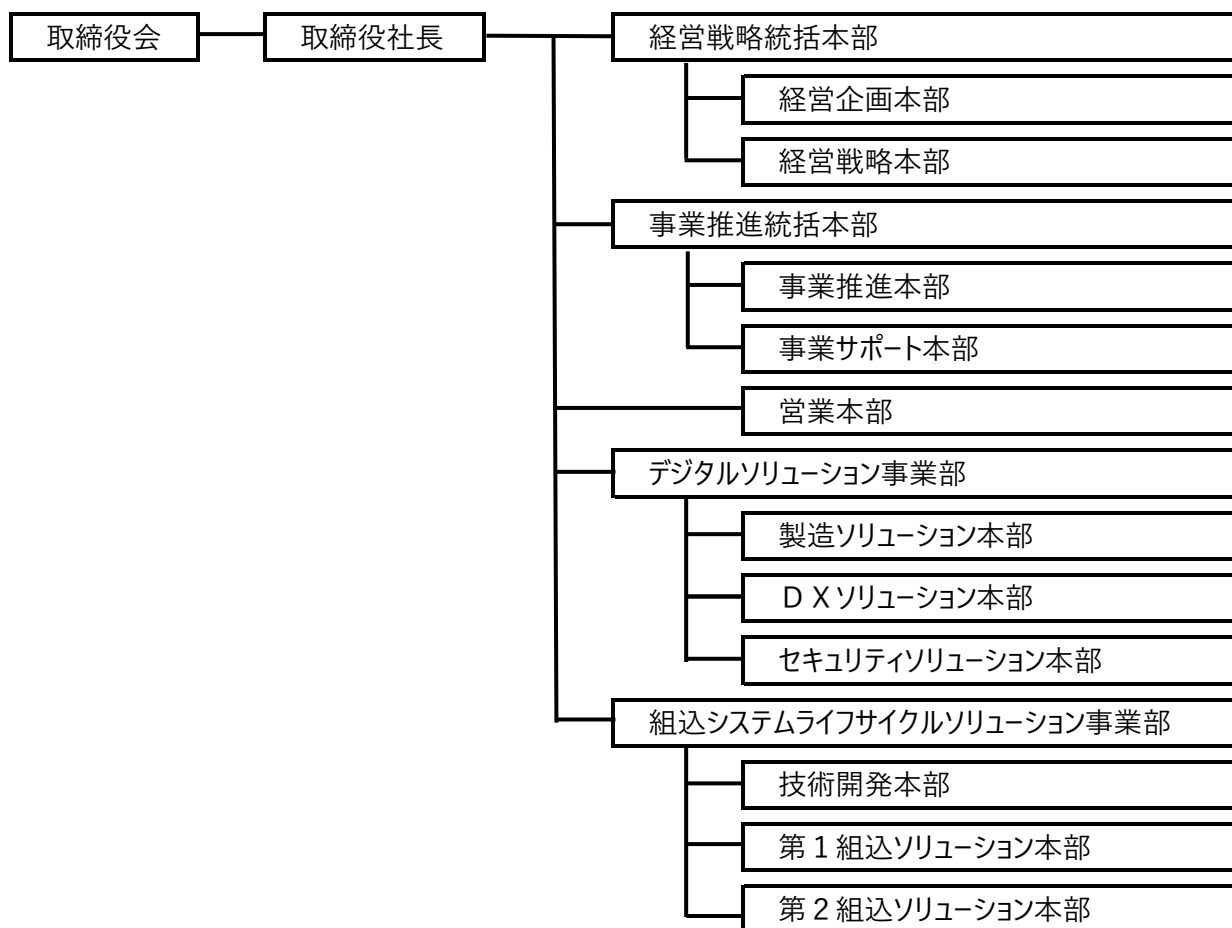 取締役会
取締役社長
経営戦略統括本部
経営企画本部
経営戦略本部
事業推進統括本部
事業推進本部
事業サポート本部
営業本部
デジタルソリューション事業部
製造ソリューション本部
ＤＸソリューション本部
セキュリティソリューション本部
組込システムライフサイクルソリューション事業部
技術開発本部
第１組込ソリューション本部
第２組込ソリューション本部